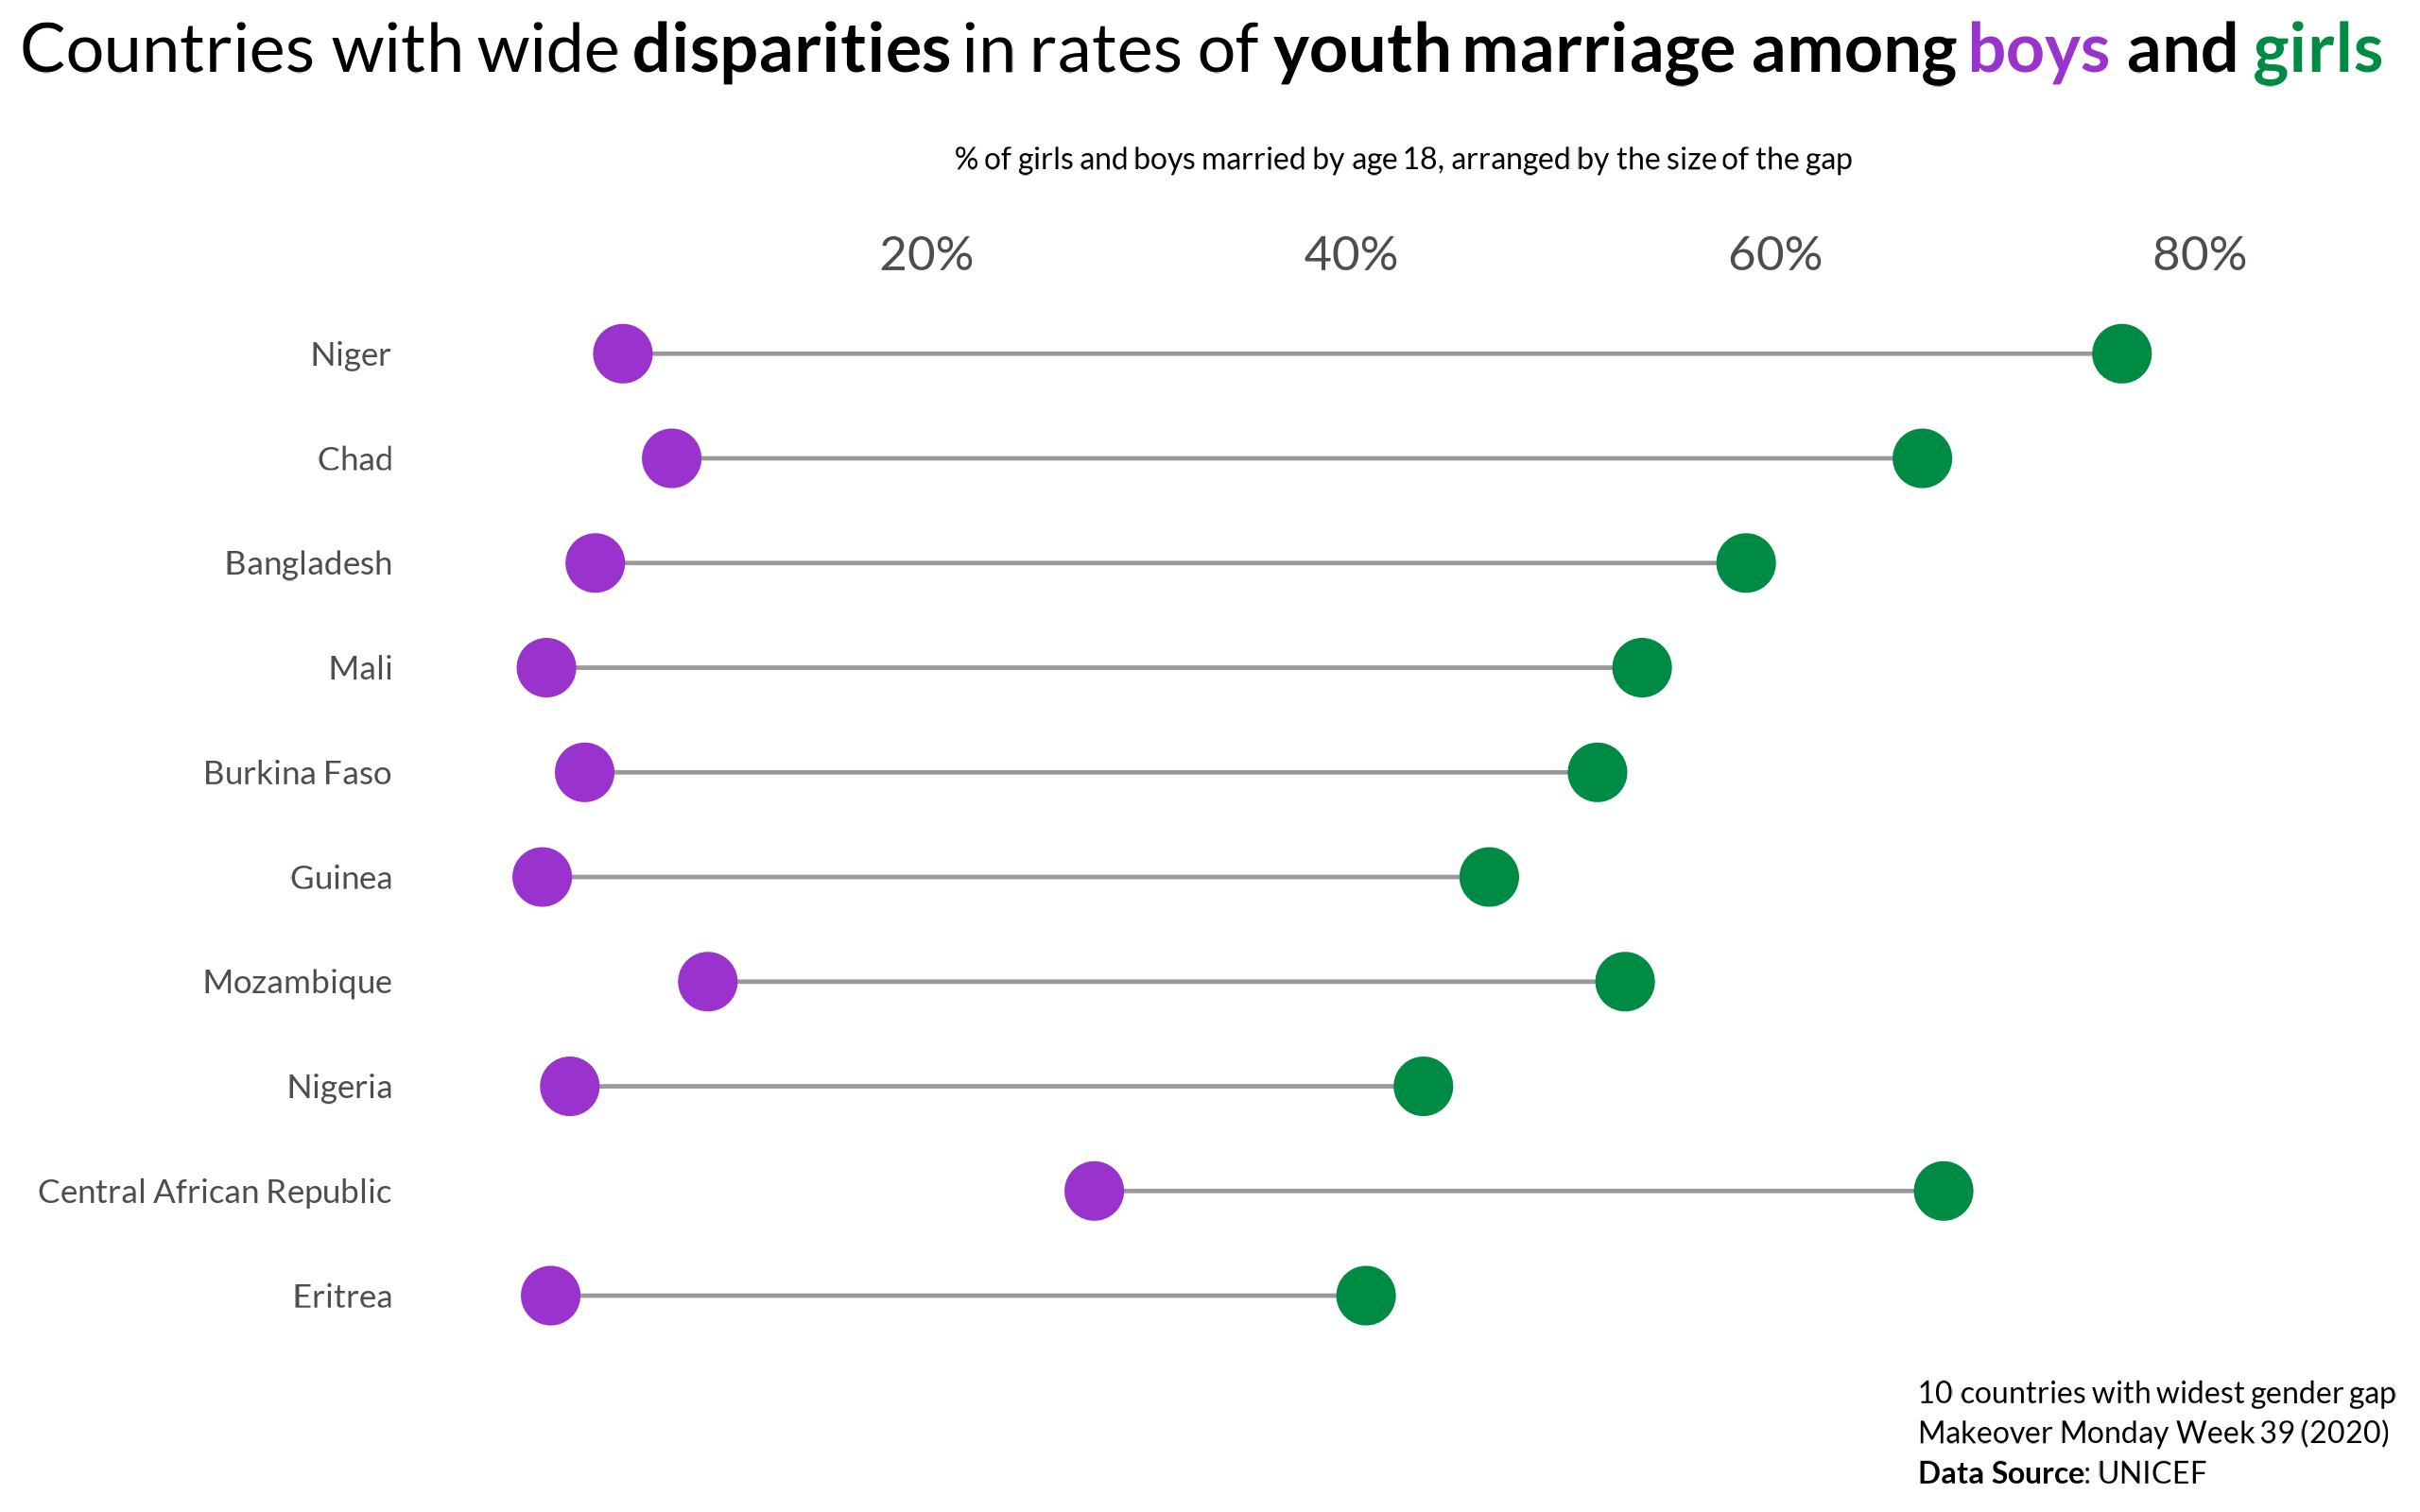 Countries with wide disparities in rates of youth marriage among boys and girls
% of girls and boys married by age 18, arranged by the size of the gap
20% 40% 60% 80%
Niger
Chad
Bangladesh
Mali
Burkina Faso
Guinea
Mozambique
Nigeria
Central African Republic
Eritrea
10 countries with widest gender gap
Makeover Monday Week 39 (2020)
Data Source: UNICEF